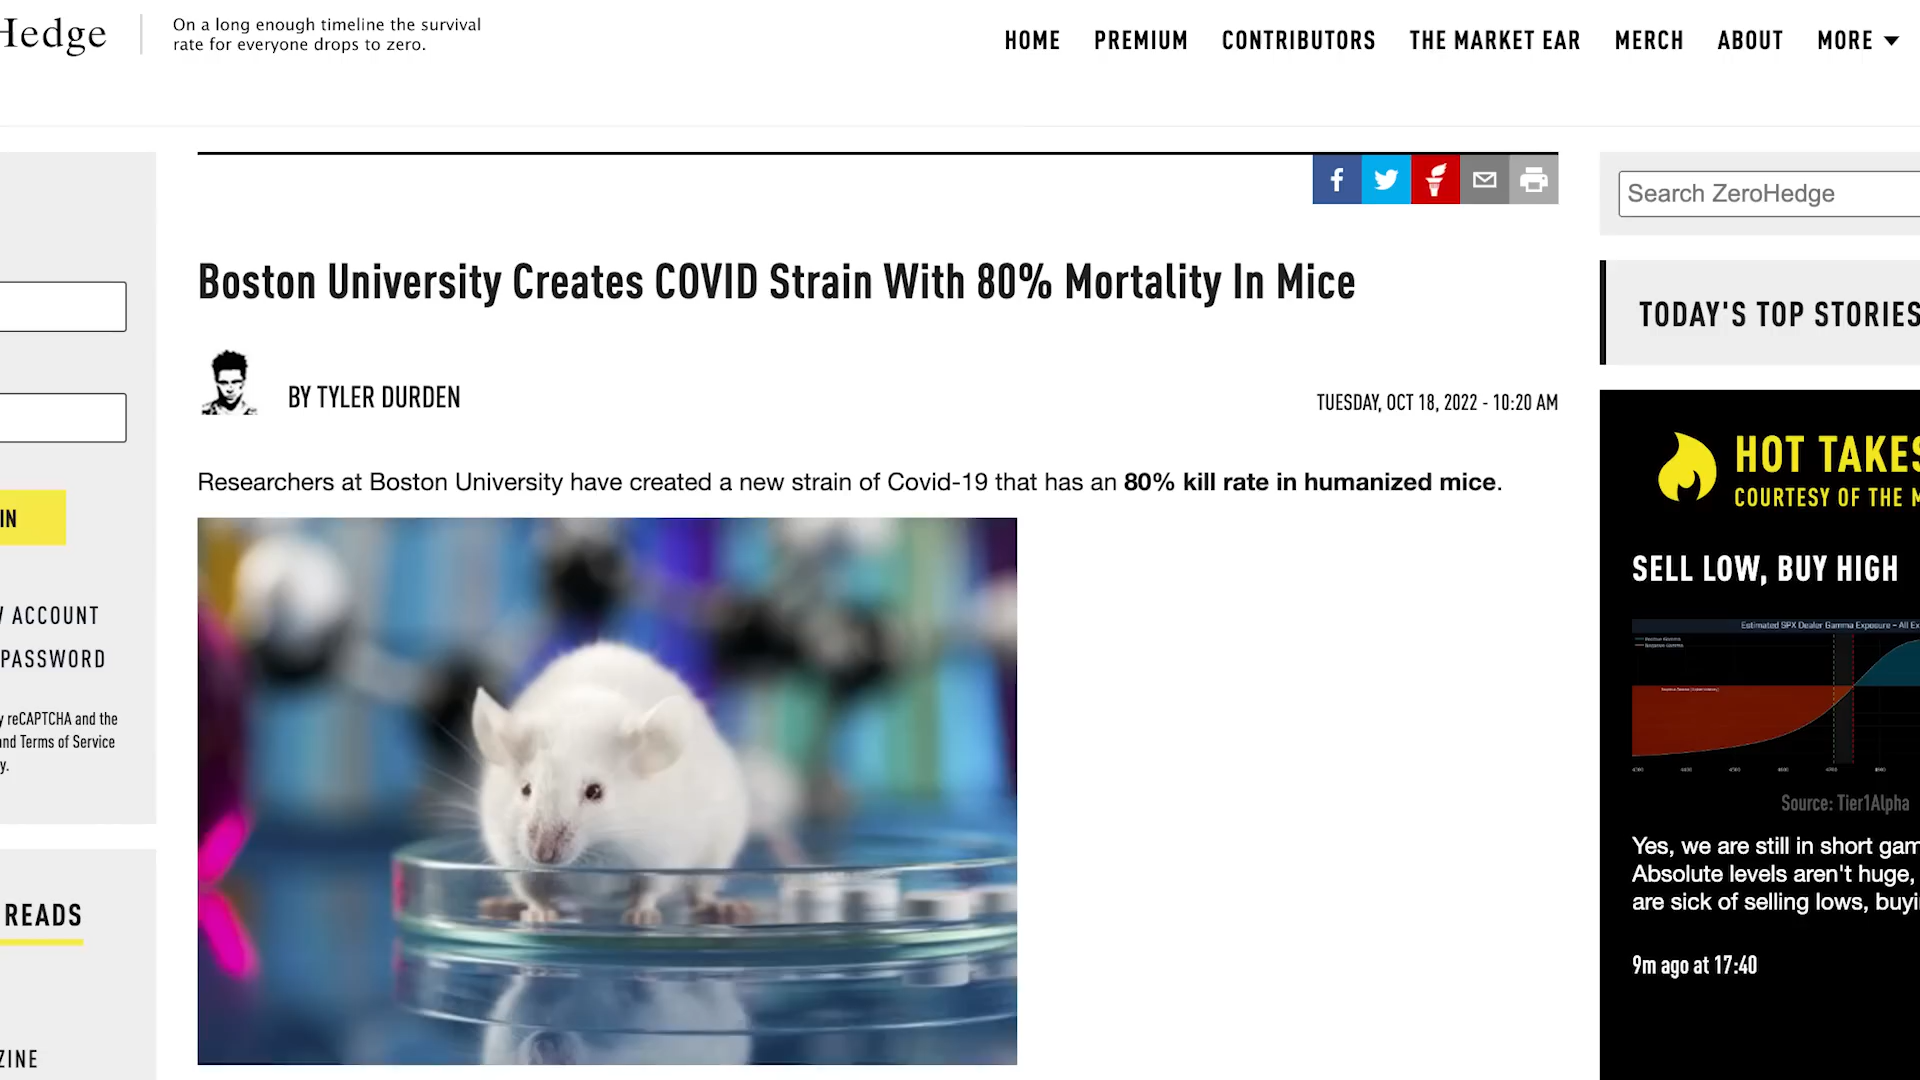 Hedge
On a long enough timeline the survival
rate for everyone drops to zero.
HOME PREMIUM CONTRIBUTORS THE MARKET EAR MERCH ABOUT MORE
Search ZeroHedge
Boston University Creates COVID Strain With 80% Mortality In Mice
BY TYLER DURDEN
TUESDAY, OCT 18, 2022 - 10:20 AM
Researchers at Boston University have created a new strain of Covid-19 that has an 80% kill rate in humanized mice.
IN
ACCOUNT
PASSWORD
y reCAPTCHA and the
and Terms of Service
y.
READS
ZINE
TODAY'S TOP STORIES
HOT TAKES
COURTESY OF THE M
SELL LOW, BUY HIGH
Estimated SPX Dealer Gamma Exposure - All Ex
Source: Tier1Alpha
Yes, we are still in short gam
Absolute levels aren't huge,
are sick of selling lows, buyi
9m ago at 17:40